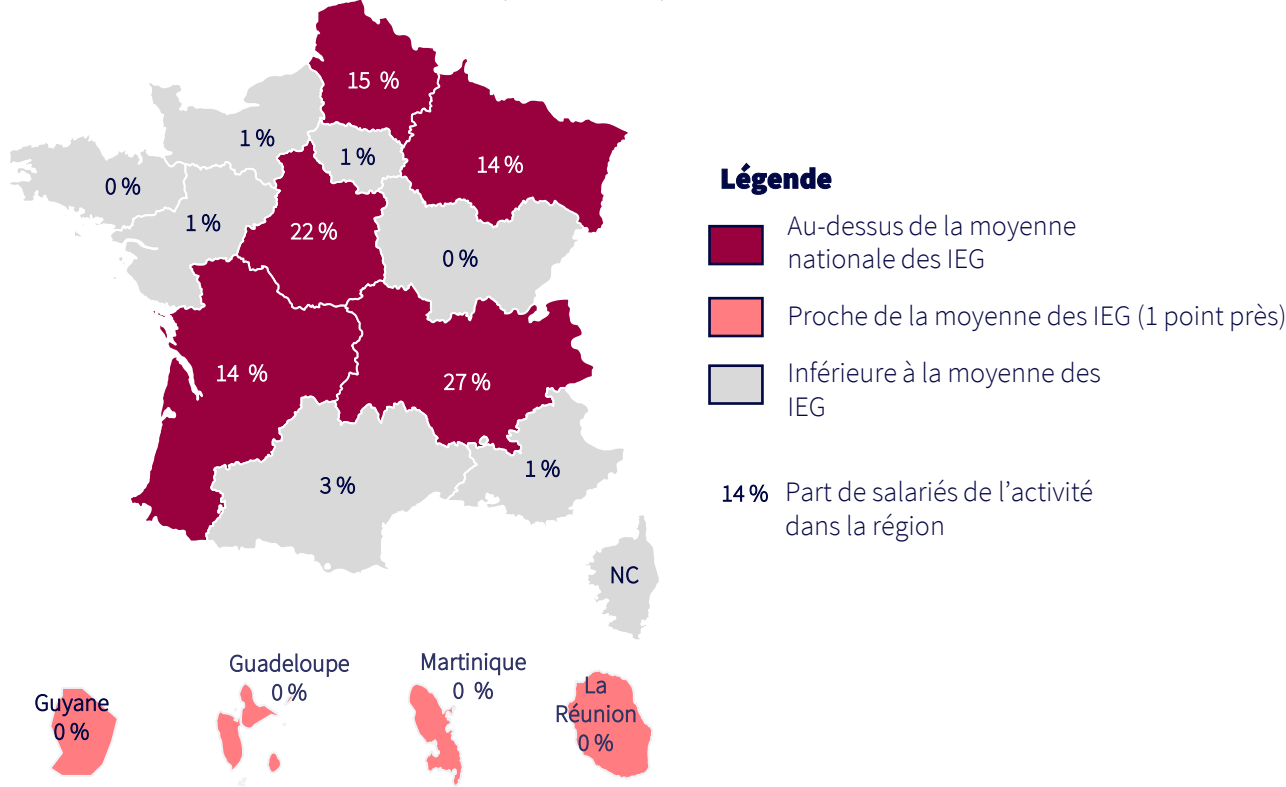 15 %
1 %
1 %
14 %
0 %
1 %
22 %
0 %
14 %
27 %
3 %
1 %
NC
Guyane
0 %
Guadeloupe
0 %
Martinique
0 %
La
Réunion
0 %
Légende
Au-dessus de la moyenne
nationale des IEG
Proche de la moyenne des IEG (1 point près)
Inférieure à la moyenne des
IEG
14 % Part de salariés de l’activité
dans la région